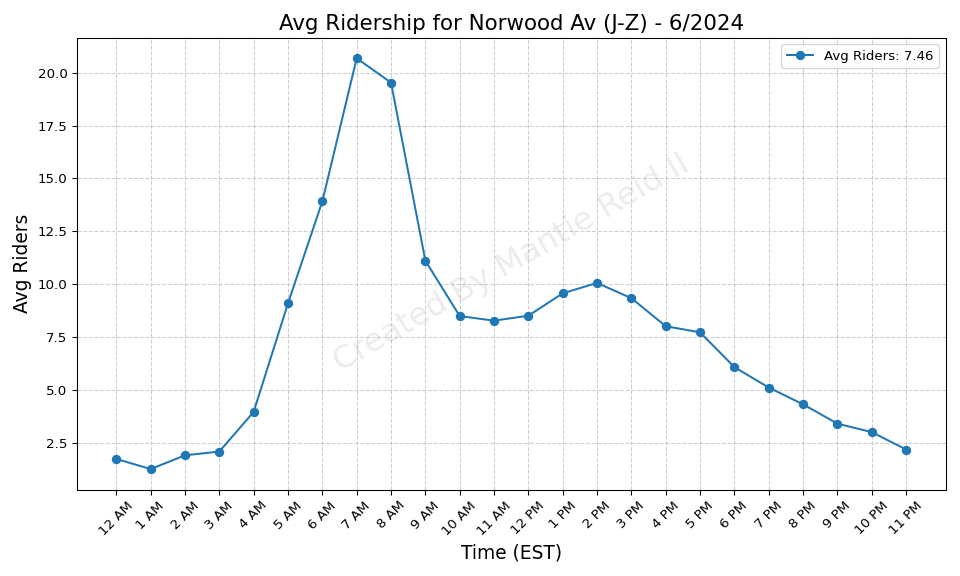 Avg Ridership for Norwood Av (J-Z) - 6/2024
Avg Riders: 7.46
20.0
17.5
15.0
12.5
10.0
7.5
5.0
2.5
Avg Riders
Created By Mantie Reid II
12 AM
1 AM
2 AM
3 AM
4 AM
5 AM
6 AM
7 AM
8 AM
9 AM
10 AM
11 AM
12 PM
1 PM
2 PM
3 PM
4 PM
5 PM
6 PM
7 PM
8 PM
9 PM
10 PM
11 PM
Time (EST)